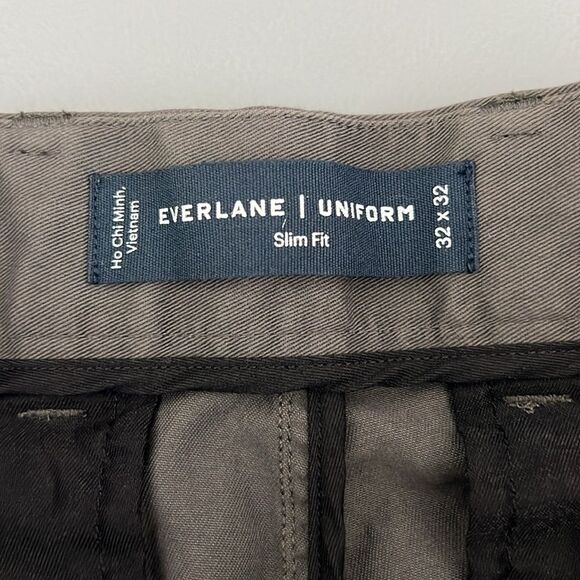 Ho Chi Minh,
Vietnam
EVERLANE | UNIFORM
Slim Fit
32 x 32